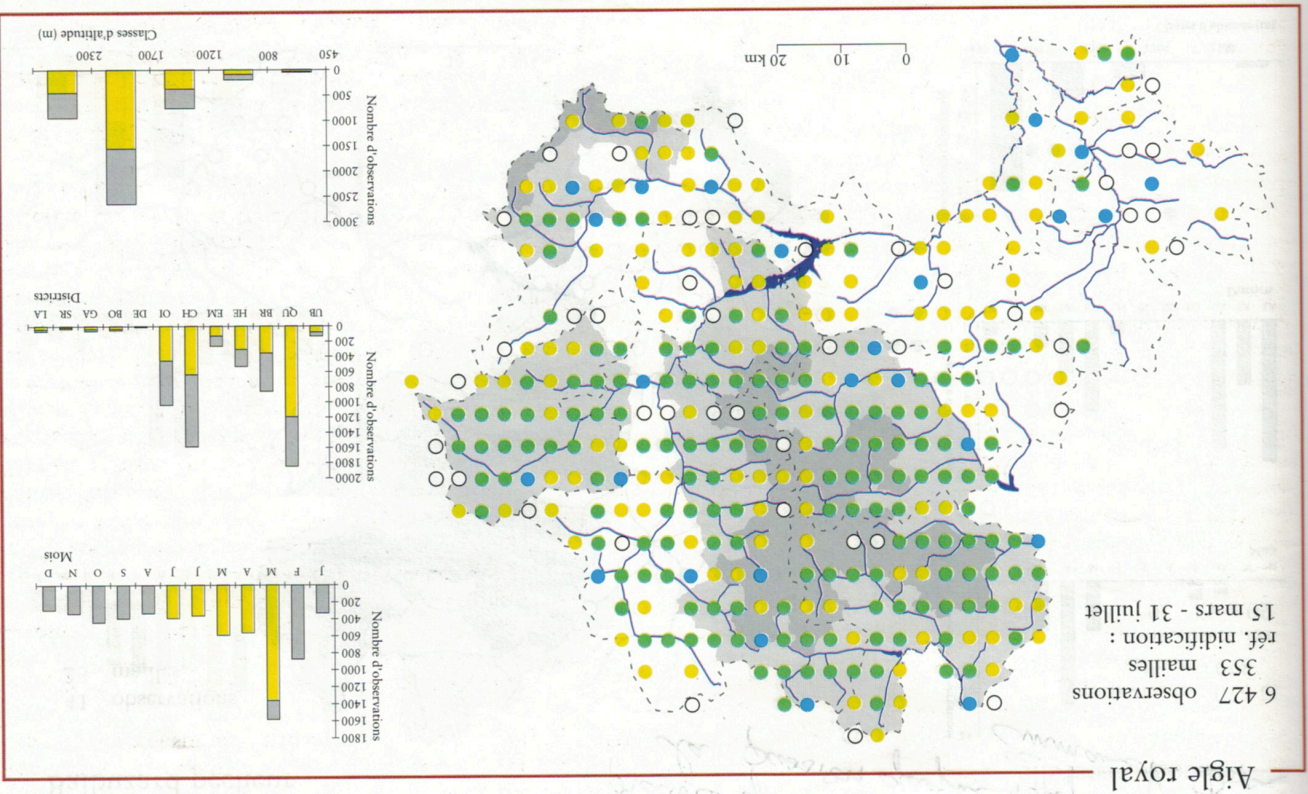 Aigle royal
6 427 observations
353 mailles
réf. nidification :
15 mars - 31 juillet
0 10 20 km
Nombre d'observations
1800
1600
1400
1200
1000
800
600
400
200
0
J F M A M J J A S O N D
Mois
Nombre d'observations
2000
1800
1600
1400
1200
1000
800
600
400
200
0
UB QU BR HE EM CH OI DE BO GA SR LA
Districts
Nombre d'observations
3000
2500
2000
1500
1000
500
0
450 800 1200 1700 2300
Classes d'altitude (m)